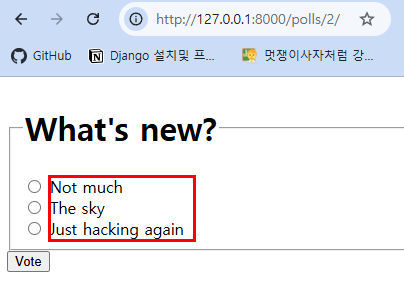 http://127.0.0.1:8000/polls/2/
GitHub
Django 설치및 프...
멋쟁이사자처럼 강...
What's new?
Not much
The sky
Just hacking again
Vote